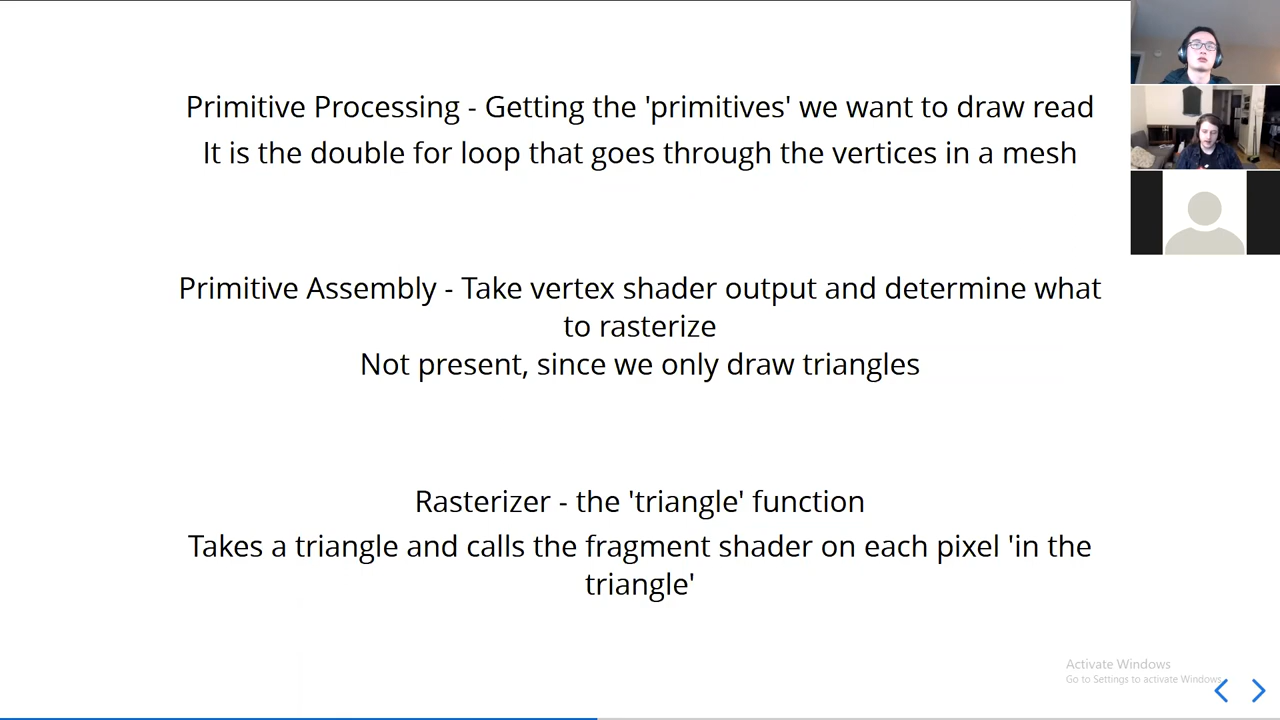 Primitive Processing - Getting the 'primitives' we want to draw read
It is the double for loop that goes through the vertices in a mesh
Primitive Assembly - Take vertex shader output and determine what
to rasterize
Not present, since we only draw triangles
Rasterizer - the 'triangle' function
Takes a triangle and calls the fragment shader on each pixel 'in the
triangle'
Activate Windows
Go to Settings to activate Windows.